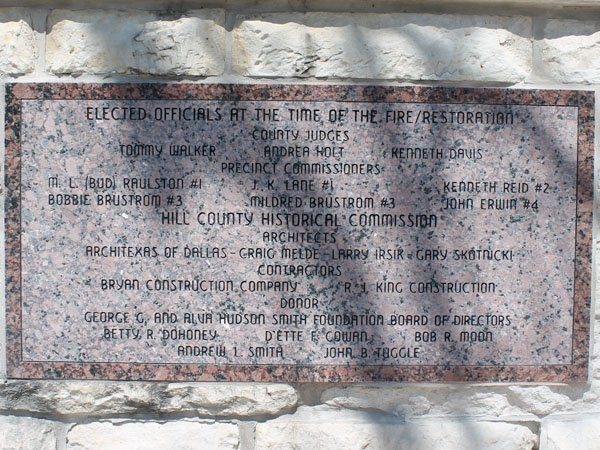 ELECTED OFFICIALS AT THE TIME OF THE FIRE/RESTORATION
COUNTY JUDGES
TOMMY WALKER ANDREA HOLT KENNETH DAVIS
PRECINCT COMMISSIONERS
M. L. (BUD) RAULSTON #1 J. K. LANE #1 KENNETH REID #2
BOBBIE BRUSTROM #3 MILDRED BRUSTROM #3 JOHN ERWIN #4
HILL COUNTY HISTORICAL COMMISSION
ARCHITECTS
ARCHITEXAS OF DALLAS - CRAIG MELDE - LARRY IRSIK - GARY SKOTNICKI
CONTRACTORS
BRYAN CONSTRUCTION COMPANY R. J. KING CONSTRUCTION
DONOR
GEORGE G. AND ALVA HUDSON SMITH FOUNDATION BOARD OF DIRECTORS
BETTY R. DOHONEY D'ETTE F. COWAN BOB R. MOON
ANDREW L. SMITH JOHN B. TUGGLE